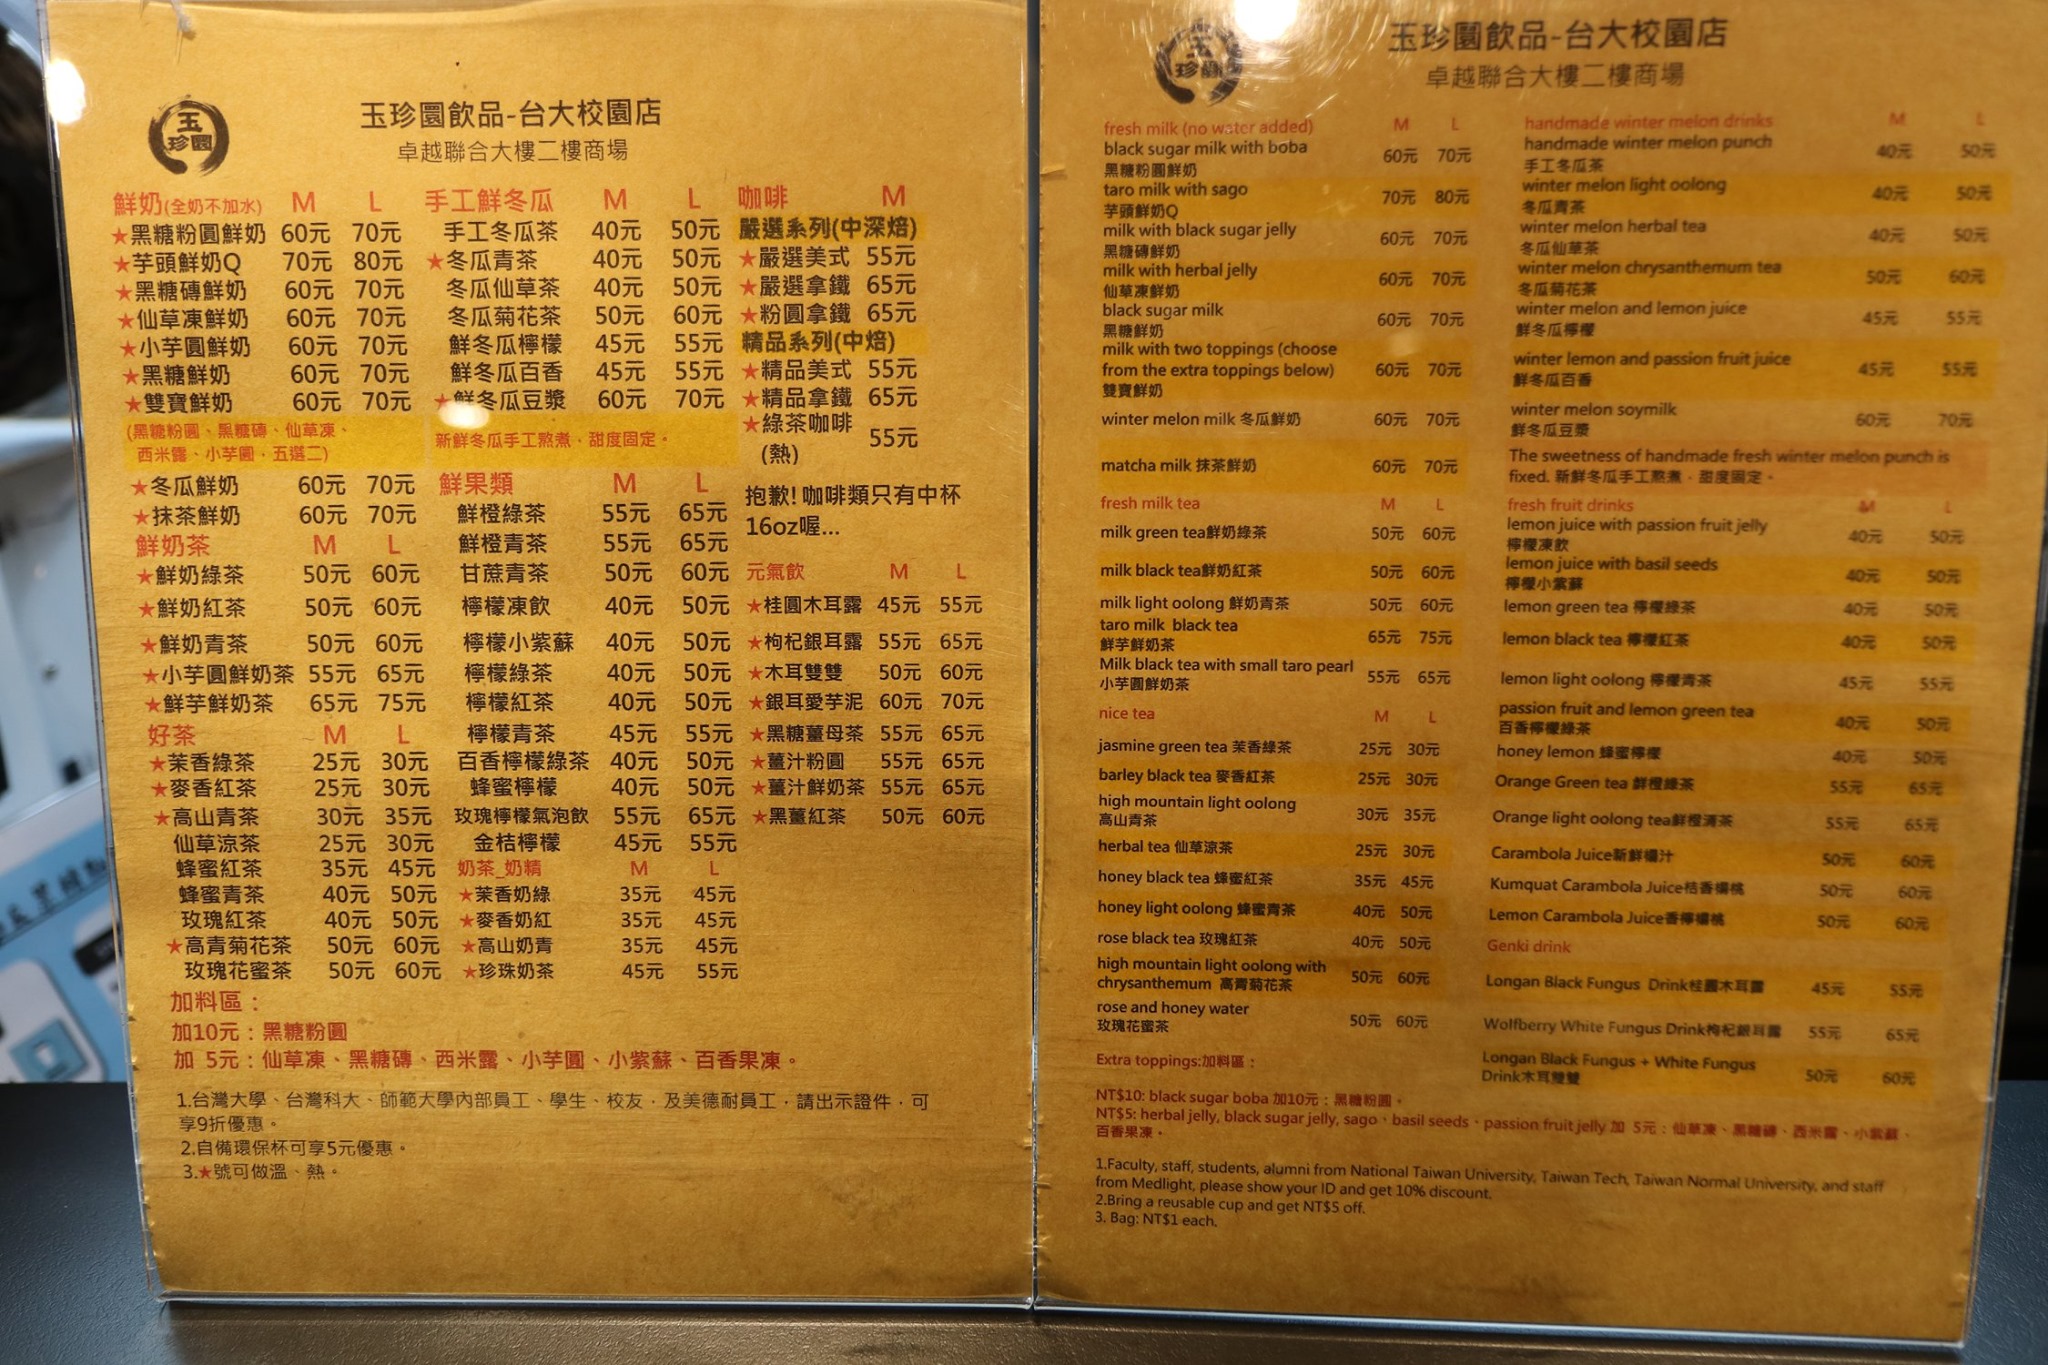 玉珍園
玉珍園飲品-台大校園店
卓越聯合大樓二樓商場
鮮奶(全奶不加水) M L
★黑糖粉圓鮮奶 60元 70元
★芋頭鮮奶Q 70元 80元
★黑糖磚鮮奶 60元 70元
★仙草凍鮮奶 60元 70元
★小芋圓鮮奶 60元 70元
★黑糖鮮奶 60元 70元
★雙寶鮮奶 60元 70元
(黑糖粉圓、黑糖磚、仙草凍、
西米露、小芋圓，五選二)
★冬瓜鮮奶 60元 70元
★抹茶鮮奶 60元 70元
鮮奶茶 M L
★鮮奶綠茶 50元 60元
★鮮奶紅茶 50元 60元
★鮮奶青茶 50元 60元
★小芋圓鮮奶茶 55元 65元
★鮮芋鮮奶茶 65元 75元
好茶 M L
★茉香綠茶 25元 30元
★麥香紅茶 25元 30元
★高山青茶 30元 35元
仙草涼茶 25元 30元
蜂蜜紅茶 35元 45元
蜂蜜青茶 40元 50元
玫瑰紅茶 40元 50元
★高青菊花茶 50元 60元
玫瑰花蜜茶 50元 60元
手工鮮冬瓜 M L
手工冬瓜茶 40元 50元
★冬瓜青茶 40元 50元
冬瓜仙草茶 40元 50元
冬瓜菊花茶 50元 60元
鮮冬瓜檸檬 45元 55元
鮮冬瓜百香 45元 55元
★鮮冬瓜豆漿 60元 70元
新鮮冬瓜手工熬煮，甜度固定。
鮮果類 M L
鮮橙綠茶 55元 65元
鮮橙青茶 55元 65元
甘蔗青茶 50元 60元
檸檬凍飲 40元 50元
檸檬小紫蘇 40元 50元
檸檬綠茶 40元 50元
檸檬紅茶 40元 50元
檸檬青茶 45元 55元
百香檸檬綠茶 40元 50元
蜂蜜檸檬 40元 50元
玫瑰檸檬氣泡飲 55元 65元
金桔檸檬 45元 55元
奶茶_奶精 M L
★茉香奶綠 35元 45元
★麥香奶紅 35元 45元
★高山奶青 35元 45元
★珍珠奶茶 45元 55元
咖啡 M
嚴選系列(中深焙)
★嚴選美式 55元
★嚴選拿鐵 65元
★粉圓拿鐵 65元
精品系列(中焙)
★精品美式 55元
★精品拿鐵 65元
★綠茶咖啡 55元
(熱)
抱歉!咖啡類只有中杯
16oz喔...
元氣飲 M L
★桂圓木耳露 45元 55元
★枸杞銀耳露 55元 65元
★木耳雙雙 50元 60元
★銀耳愛芋泥 60元 70元
★黑糖薑母茶 55元 65元
★薑汁粉圓 55元 65元
★薑汁鮮奶茶 55元 65元
★黑薑紅茶 50元 60元
加料區：
加10元：黑糖粉圓
加 5元：仙草凍、黑糖磚、西米露、小芋圓、小紫蘇、百香果凍。
1.台灣大學、台灣科大、師範大學內部員工、學生、校友，及美德耐員工，請出示證件，可
享9折優惠。
2.自備環保杯可享5元優惠。
3.★號可做溫、熱。
玉珍園
玉珍園飲品-台大校園店
卓越聯合大樓二樓商場
fresh milk (no water added) M L
black sugar milk with boba 60元 70元
黑糖粉圓鮮奶
taro milk with sago 70元 80元
芋頭鮮奶Q
milk with black sugar jelly 60元 70元
黑糖磚鮮奶
milk with herbal jelly 60元 70元
仙草凍鮮奶
black sugar milk 60元 70元
黑糖鮮奶
milk with two toppings (choose
from the extra toppings below) 60元 70元
雙寶鮮奶
winter melon milk 冬瓜鮮奶 60元 70元
matcha milk 抹茶鮮奶 60元 70元
fresh milk tea M L
milk green tea鮮奶綠茶 50元 60元
milk black tea鮮奶紅茶 50元 60元
milk light oolong 鮮奶青茶 50元 60元
taro milk black tea 65元 75元
鮮芋鮮奶茶
Milk black tea with small taro pearl 55元 65元
小芋圓鮮奶茶
nice tea M L
jasmine green tea 茉香綠茶 25元 30元
barley black tea 麥香紅茶 25元 30元
high mountain light oolong 30元 35元
高山青茶
herbal tea 仙草涼茶 25元 30元
honey black tea 蜂蜜紅茶 35元 45元
honey light oolong 蜂蜜青茶 40元 50元
rose black tea 玫瑰紅茶 40元 50元
high mountain light oolong with 50元 60元
chrysanthemum 高青菊花茶
rose and honey water 50元 60元
玫瑰花蜜茶
handmade winter melon drinks M L
handmade winter melon punch 40元 50元
手工冬瓜茶
winter melon light oolong 40元 50元
冬瓜青茶
winter melon herbal tea 40元 50元
冬瓜仙草茶
winter melon chrysanthemum tea 50元 60元
冬瓜菊花茶
winter melon and lemon juice 45元 55元
鮮冬瓜檸檬
winter lemon and passion fruit juice 45元 55元
鮮冬瓜百香
winter melon soymilk 60元 70元
鮮冬瓜豆漿
The sweetness of handmade fresh winter melon punch is
fixed. 新鮮冬瓜手工熬煮，甜度固定。
fresh fruit drinks M L
lemon juice with passion fruit jelly 40元 50元
檸檬凍飲
lemon juice with basil seeds 40元 50元
檸檬小紫蘇
lemon green tea 檸檬綠茶 40元 50元
lemon black tea 檸檬紅茶 40元 50元
lemon light oolong 檸檬青茶 45元 55元
passion fruit and lemon green tea 40元 50元
百香檸檬綠茶
honey lemon 蜂蜜檸檬 40元 50元
Orange Green tea 鮮橙綠茶 55元 65元
Orange light oolong tea鮮橙清茶 55元 65元
Carambola Juice新鮮楊汁 50元 60元
Kumquat Carambola Juice桔香楊桃 50元 60元
Lemon Carambola Juice香檸楊桃 50元 60元
Genki drink
Longan Black Fungus Drink桂圓木耳露 45元 55元
Wolfberry White Fungus Drink枸杞銀耳露 55元 65元
Longan Black Fungus + White Fungus 50元 60元
Drink木耳雙雙
Extra toppings:加料區：
NT$10: black sugar boba 加10元：黑糖粉圓。
NT$5: herbal jelly, black sugar jelly, sago、basil seeds、passion fruit jelly 加 5元：仙草凍、黑糖磚、西米露、小紫蘇、
百香果凍。
1.Faculty, staff, students, alumni from National Taiwan University, Taiwan Tech, Taiwan Normal University, and staff
from Medlight, please show your ID and get 10% discount.
2.Bring a reusable cup and get NT$5 off.
3. Bag: NT$1 each.